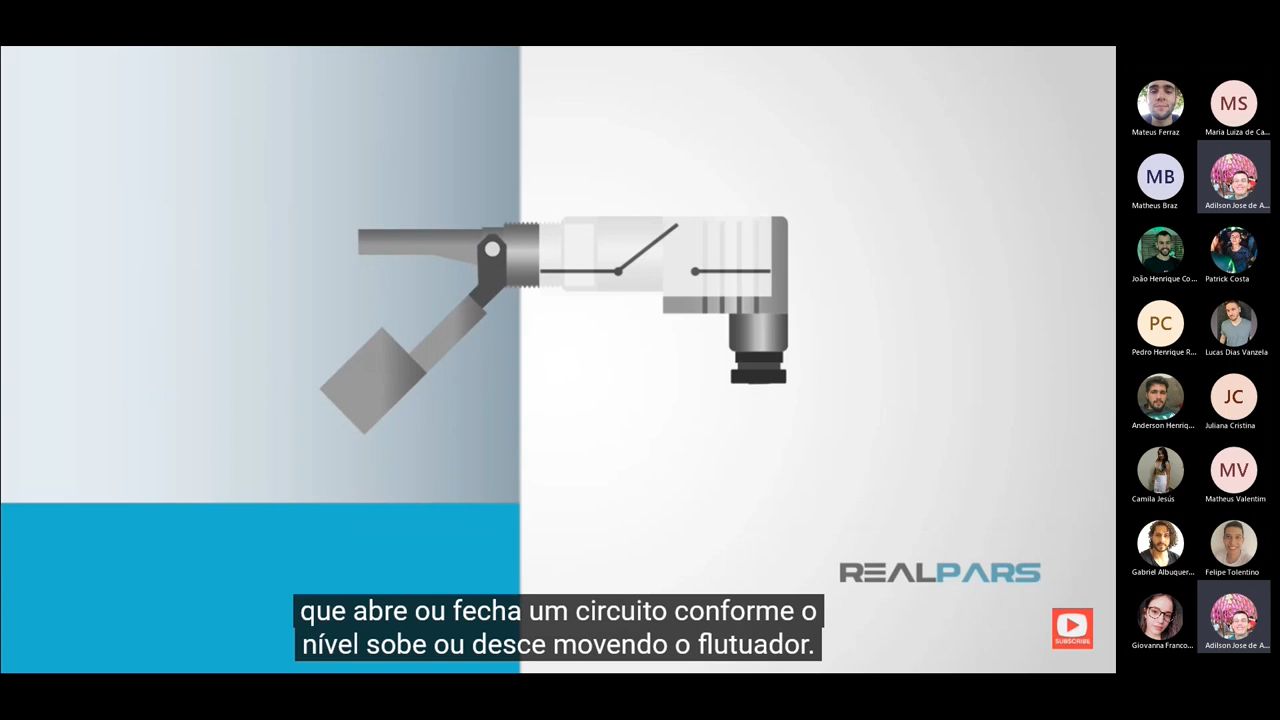 REALPARS
SUBSCRIBE
que abre ou fecha um circuito conforme o
nível sobe ou desce movendo o flutuador.
MS
Mateus Ferraz
Maria Luiza de Ca...
MB
Matheus Braz
Adilson Jose de A...
João Henrique Co...
Patrick Costa
PC
Pedro Henrique R...
Lucas Dias Vanzela
JC
Anderson Henriq...
Juliana Cristina
MV
Camila Jesús
Matheus Valentim
Gabriel Albuquer...
Felipe Tolentino
Giovanna Franco...
Adilson Jose de A...